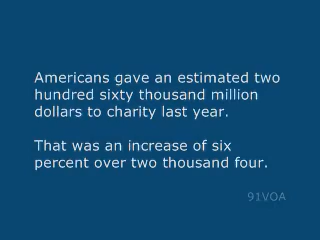 Americans gave an estimated two
hundred sixty thousand million
dollars to charity last year.
That was an increase of six
percent over two thousand four.
91VOA